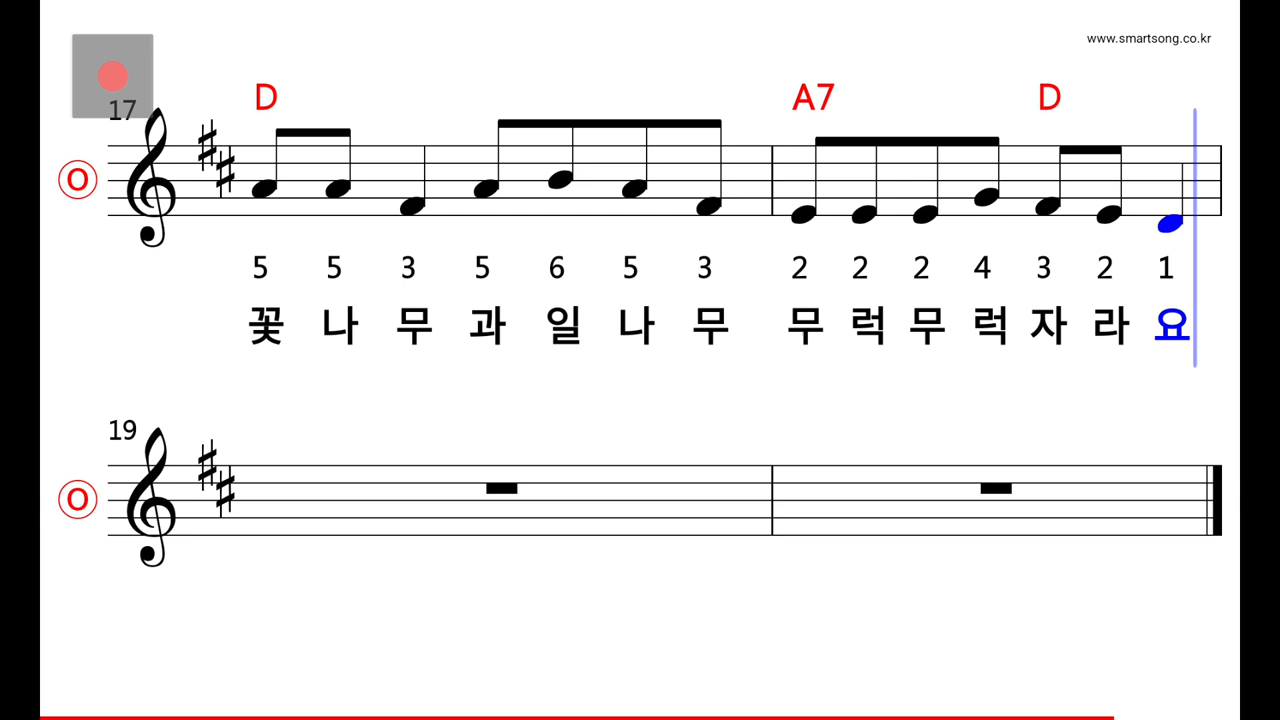 www.smartsong.co.kr
17 D A7 D
O
5 5 3 5 6 5 3 2 2 2 4 3 2 1
꽃 나 무 과 일 나 무 무 럭 무 럭 자 라 요
19
O